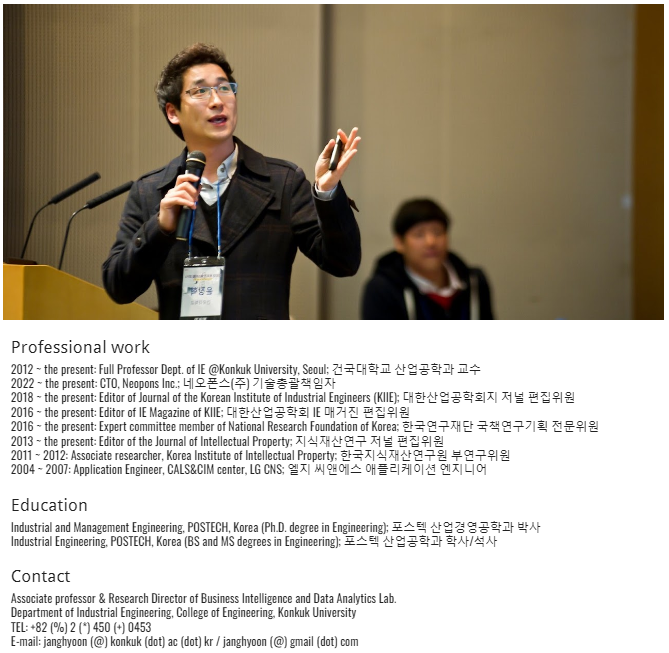 Professional work
2012 ~ the present: Full Professor Dept. of IE @Konkuk University, Seoul; 건국대학교 산업공학과 교수
2022 ~ the present: CTO, Neopons Inc.; 네오폰스(주) 기술총괄책임자
2018 ~ the present: Editor of Journal of the Korean Institute of Industrial Engineers (KIIE); 대한산업공학회지 저널 편집위원
2016 ~ the present: Editor of IE Magazine of KIIE; 대한산업공학회 IE 매거진 편집위원
2016 ~ the present: Expert committee member of National Research Foundation of Korea; 한국연구재단 국책연구기획 전문위원
2013 ~ the present: Editor of the Journal of Intellectual Property; 지식재산연구 저널 편집위원
2011 ~ 2012: Associate researcher, Korea Institute of Intellectual Property; 한국지식재산연구원 부연구위원
2004 ~ 2007: Application Engineer, CALS&CIM center, LG CNS; 엘지 씨앤에스 애플리케이션 엔지니어
Education
Industrial and Management Engineering, POSTECH, Korea (Ph.D. degree in Engineering); 포스텍 산업경영공학과 박사
Industrial Engineering, POSTECH, Korea (BS and MS degrees in Engineering); 포스텍 산업공학과 학사/석사
Contact
Associate professor & Research Director of Business Intelligence and Data Analytics Lab.
Department of Industrial Engineering, College of Engineering, Konkuk University
TEL: +82 (%) 2 (*) 450 (+) 0453
E-mail: janghyoon (@) konkuk (dot) ac (dot) kr / janghyoon (@) gmail (dot) com